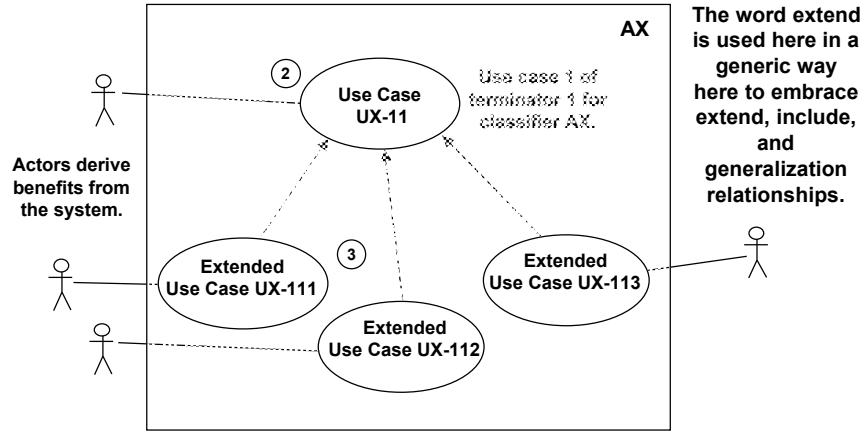 AX
The word extend
is used here in a
generic way
here to embrace
extend, include,
and
generalization
relationships.
2
Use Case
UX-11
Use case 1 of
terminator 1 for
classifier AX.
Actors derive
benefits from
the system.
3
Extended
Use Case UX-111
Extended
Use Case UX-113
Extended
Use Case UX-112